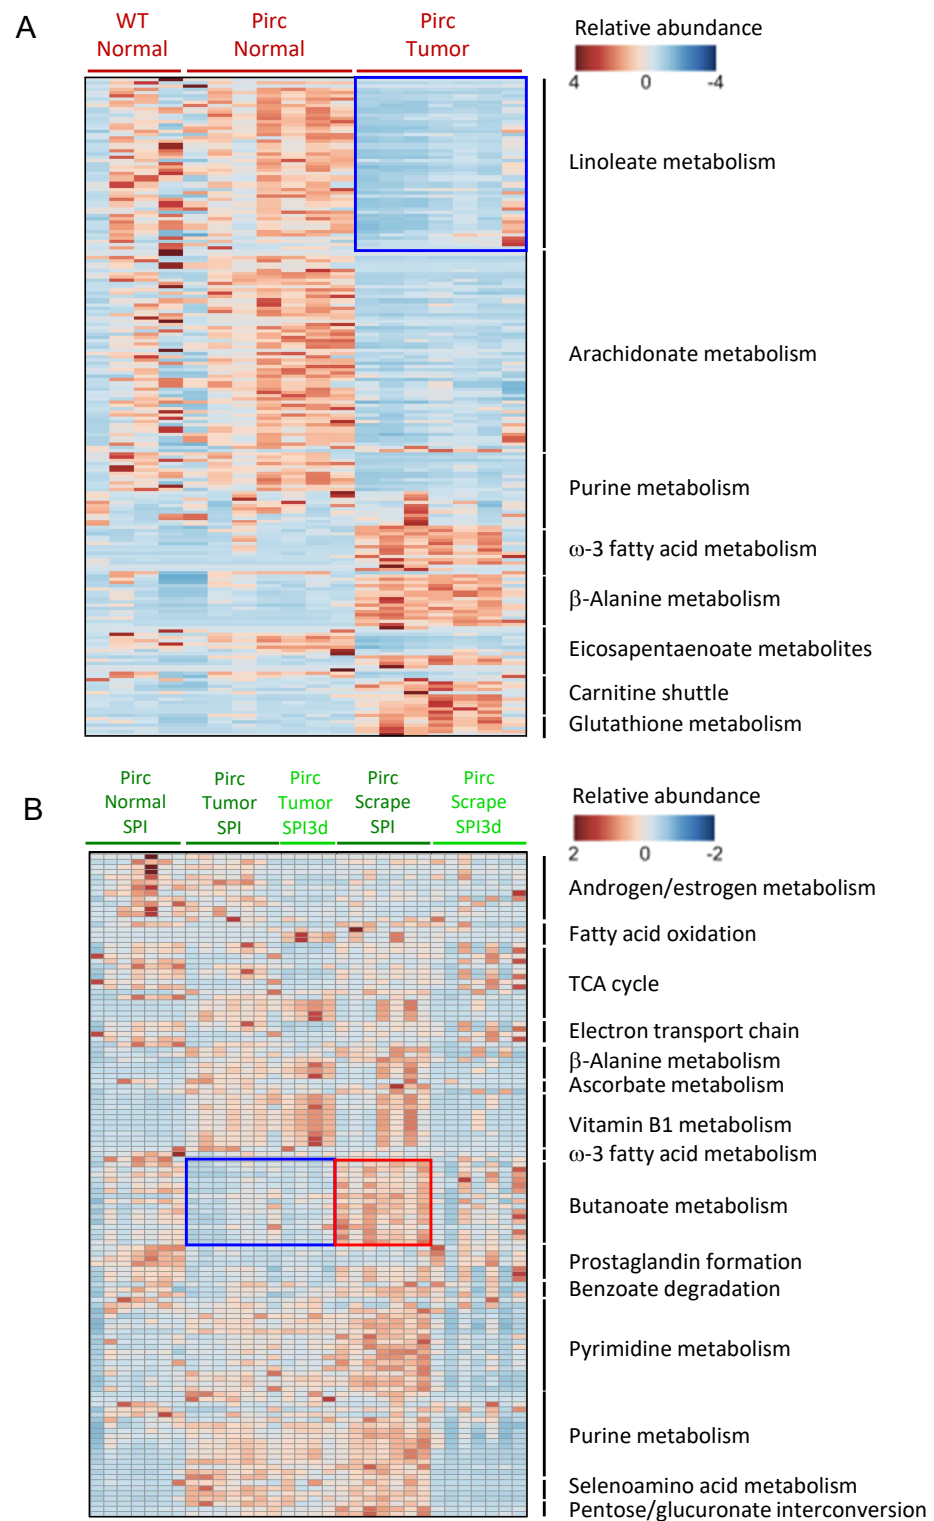 A
WT
Normal
Pirc
Normal
Pirc
Tumor
Relative abundance
4 0 -4
Linoleate metabolism
Arachidonate metabolism
Purine metabolism
ω-3 fatty acid metabolism
β-Alanine metabolism
Eicosapentaenoate metabolites
Carnitine shuttle
Glutathione metabolism
B
Pirc
Normal
SPI
Pirc
Tumor
SPI
Pirc
Tumor
SPI3d
Pirc
Scrape
SPI
Pirc
Scrape
SPI3d
Relative abundance
2 0 -2
Androgen/estrogen metabolism
Fatty acid oxidation
TCA cycle
Electron transport chain
β-Alanine metabolism
Ascorbate metabolism
Vitamin B1 metabolism
ω-3 fatty acid metabolism
Butanoate metabolism
Prostaglandin formation
Benzoate degradation
Pyrimidine metabolism
Purine metabolism
Selenoamino acid metabolism
Pentose/glucuronate interconversion